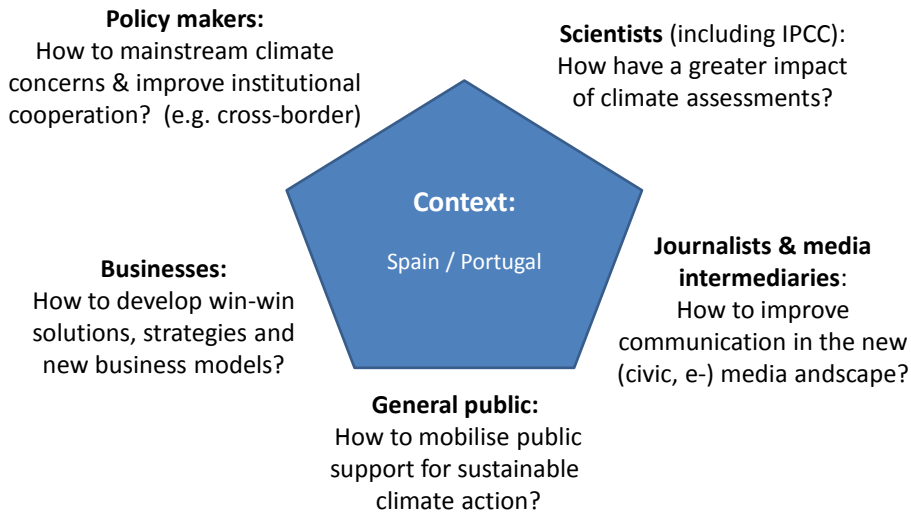 Policy makers:
How to mainstream climate
concerns & improve institutional
cooperation?  (e.g. cross-border)
Scientists (including IPCC):
How have a greater impact
of climate assessments?
Context:
Spain / Portugal
Businesses:
How to develop win-win
solutions, strategies and
new business models?
Journalists & media
intermediaries:
How to improve
communication in the new
(civic, e-) media andscape?
General public:
How to mobilise public
support for sustainable
climate action?